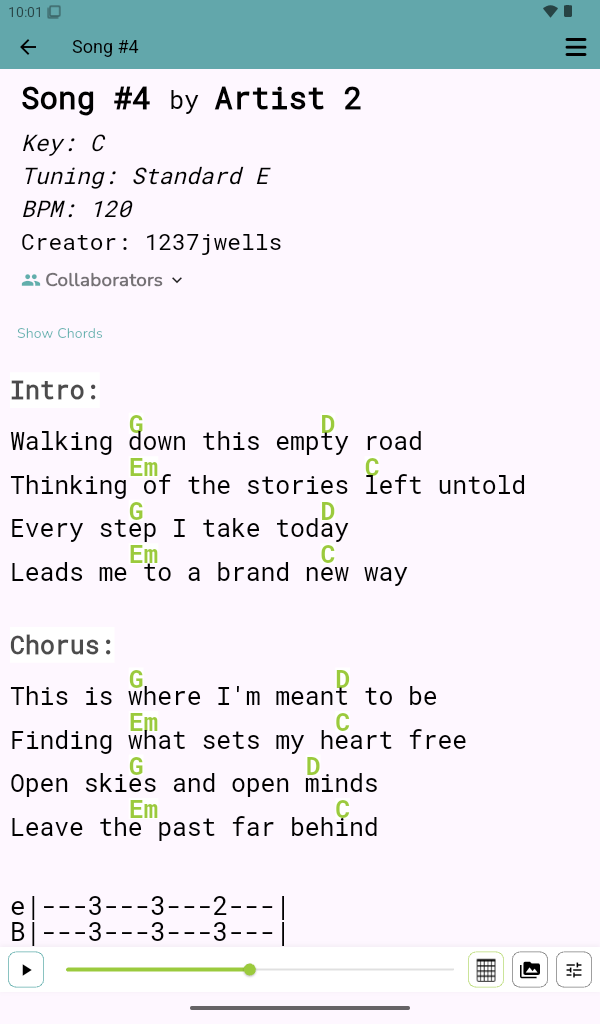 10:01
Song #4
Song #4 by Artist 2
Key: C
Tuning: Standard E
BPM: 120
Creator: 1237jwells
Collaborators
Show Chords
Intro:
G D
Walking down this empty road
Em C
Thinking of the stories left untold
G D
Every step I take today
Em C
Leads me to a brand new way
Chorus:
G D
This is where I'm meant to be
Em C
Finding what sets my heart free
G D
Open skies and open minds
Em C
Leave the past far behind
e|---3---3---2---|
B|---3---3---3---|